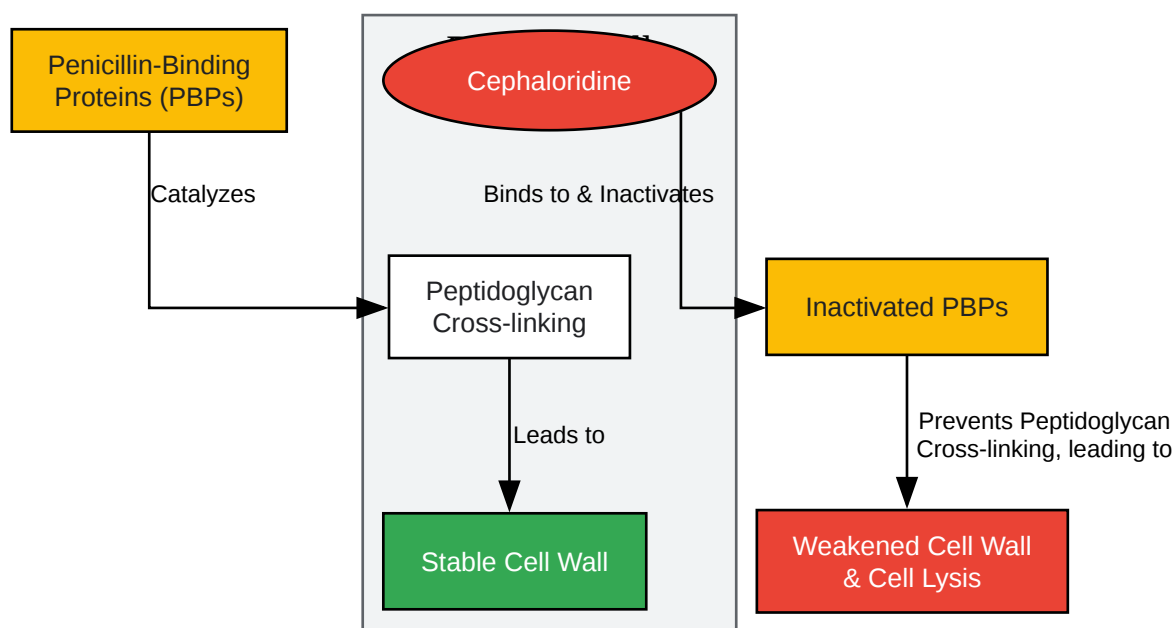 Penicillin-Binding
Proteins (PBPs)
Cephaloridine
Catalyzes
Binds to & Inactivates
Peptidoglycan
Cross-linking
Inactivated PBPs
Leads to
Prevents Peptidoglycan
Cross-linking, leading to
Stable Cell Wall
Weakened Cell Wall
& Cell Lysis